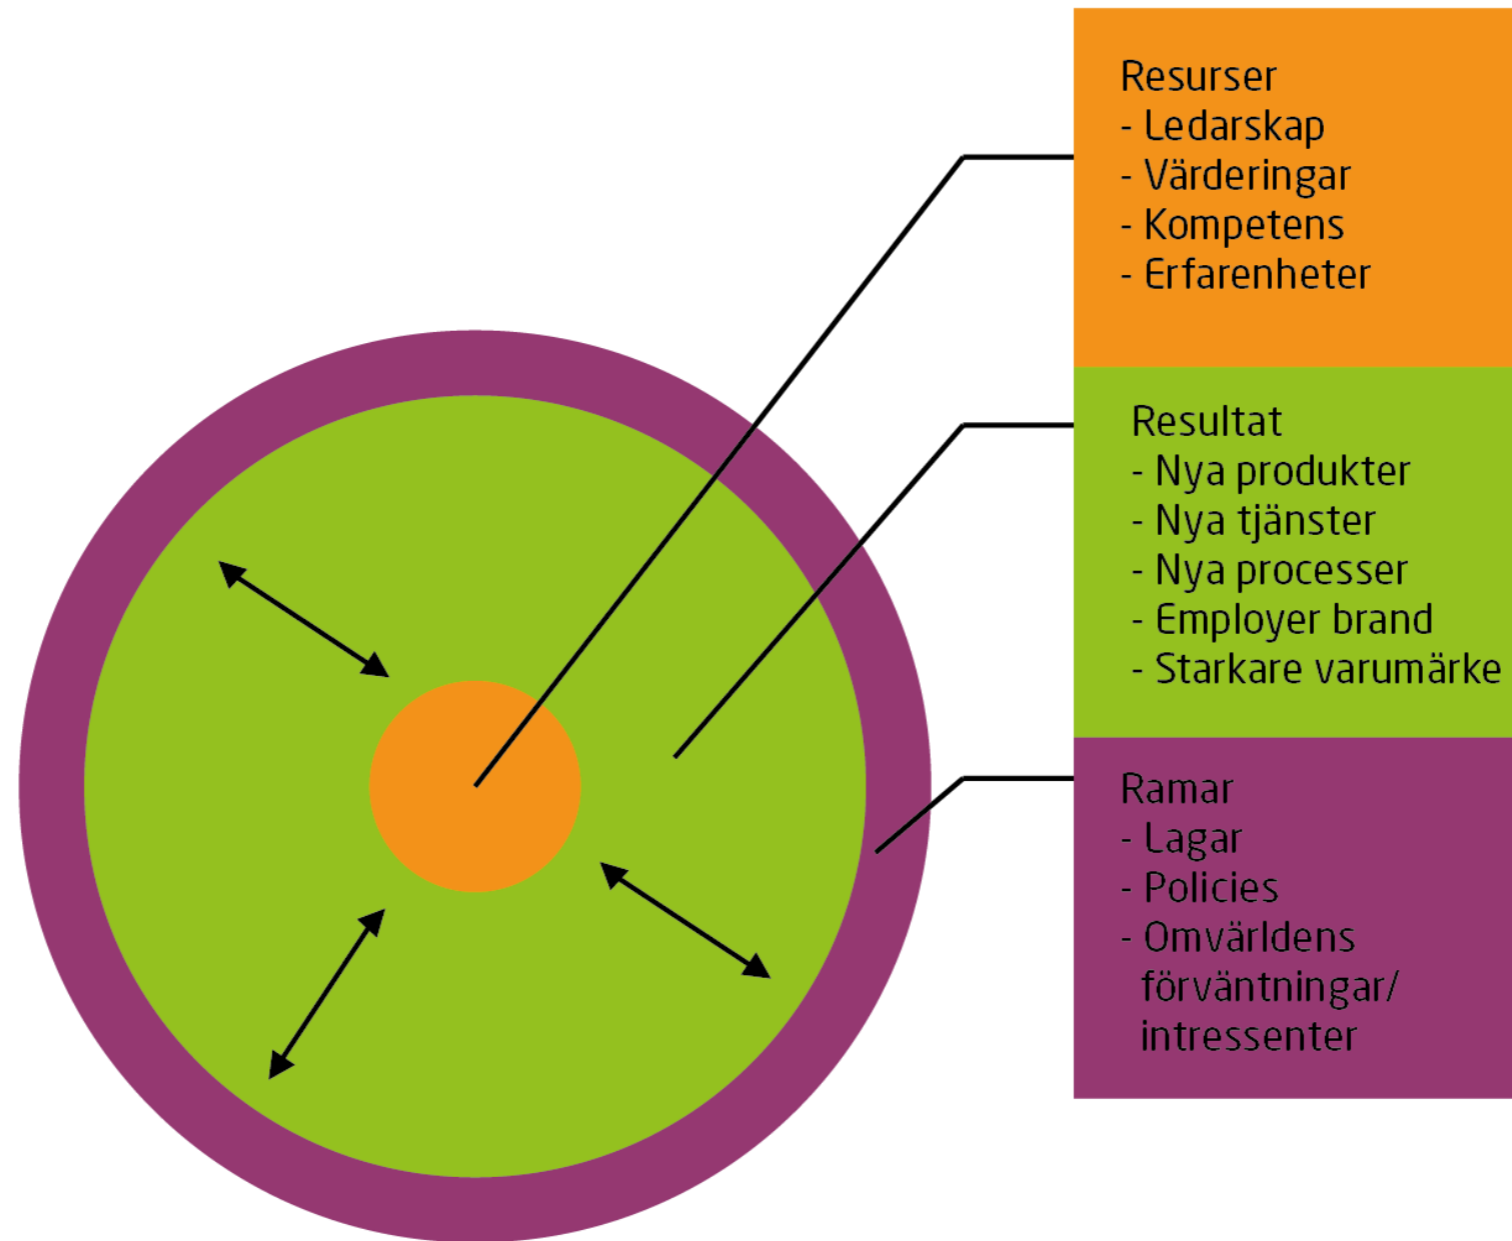 Resurser
- Ledarskap
- Värderingar
- Kompetens
- Erfarenheter
Resultat
- Nya produkter
- Nya tjänster
- Nya processer
- Employer brand
- Starkare varumärke
Ramar
- Lagar
- Policies
- Omvärldens
förväntningar/
intressenter